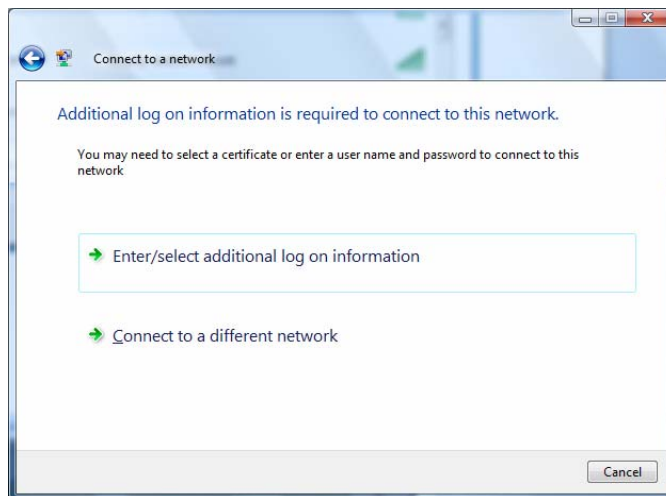 Connect to a network
Additional log on information is required to connect to this network.
You may need to select a certificate or enter a user name and password to connect to this
network
Enter/select additional log on information
Connect to a different network
Cancel